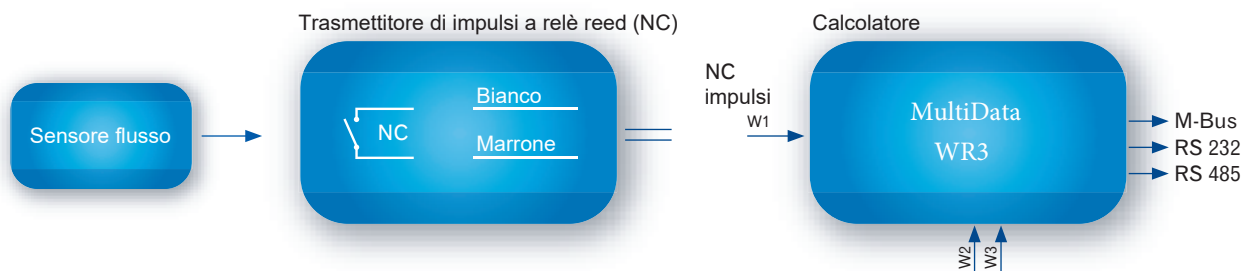 Trasmettitore di impulsi a relè reed (NC)
Calcolatore
Sensore flusso
NC
Bianco
Marrone
NC
impulsi
W1
MultiData
WR3
M-Bus
RS 232
RS 485
W2
W3